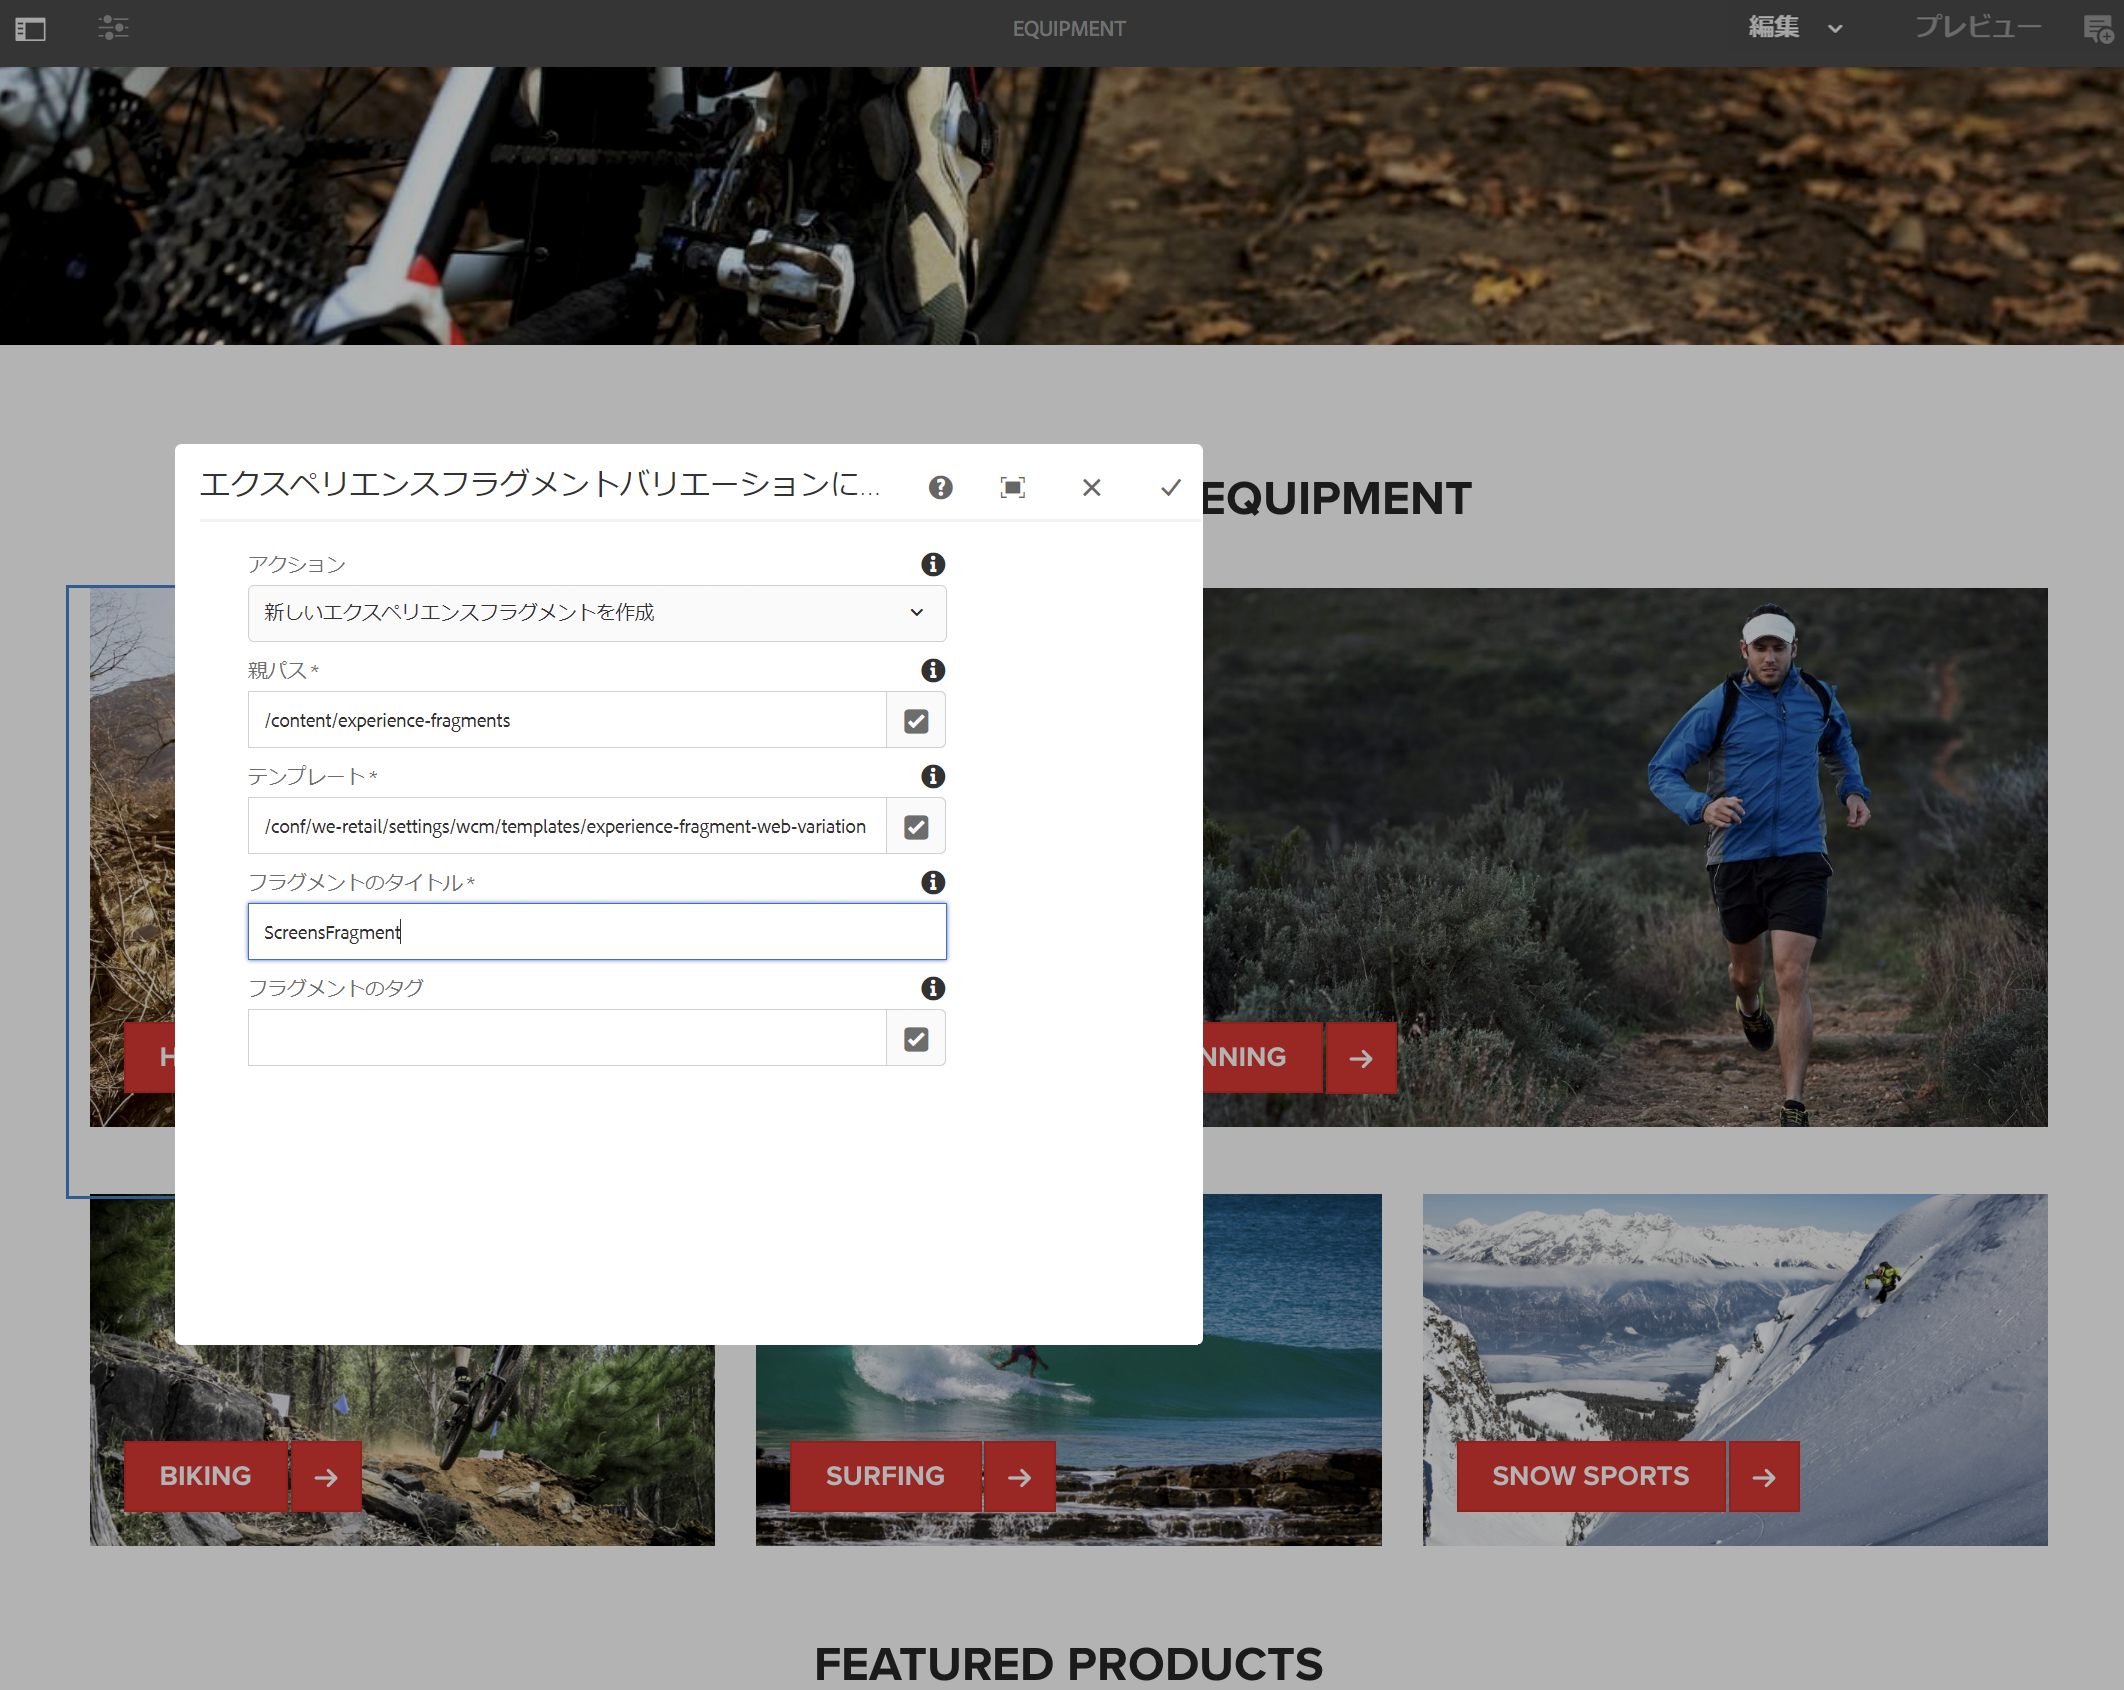 EQUIPMENT
編集
プレビュー
エクスペリエンスフラグメントバリエーションに...
EQUIPMENT
アクション
新しいエクスペリエンスフラグメントを作成
親パス*
/content/experience-fragments
テンプレート*
/conf/we-retail/settings/wcm/templates/experience-fragment-web-variation
フラグメントのタイトル*
ScreensFragment
フラグメントのタグ
H
NNING
BIKING
SURFING
SNOW SPORTS
FEATURED PRODUCTS